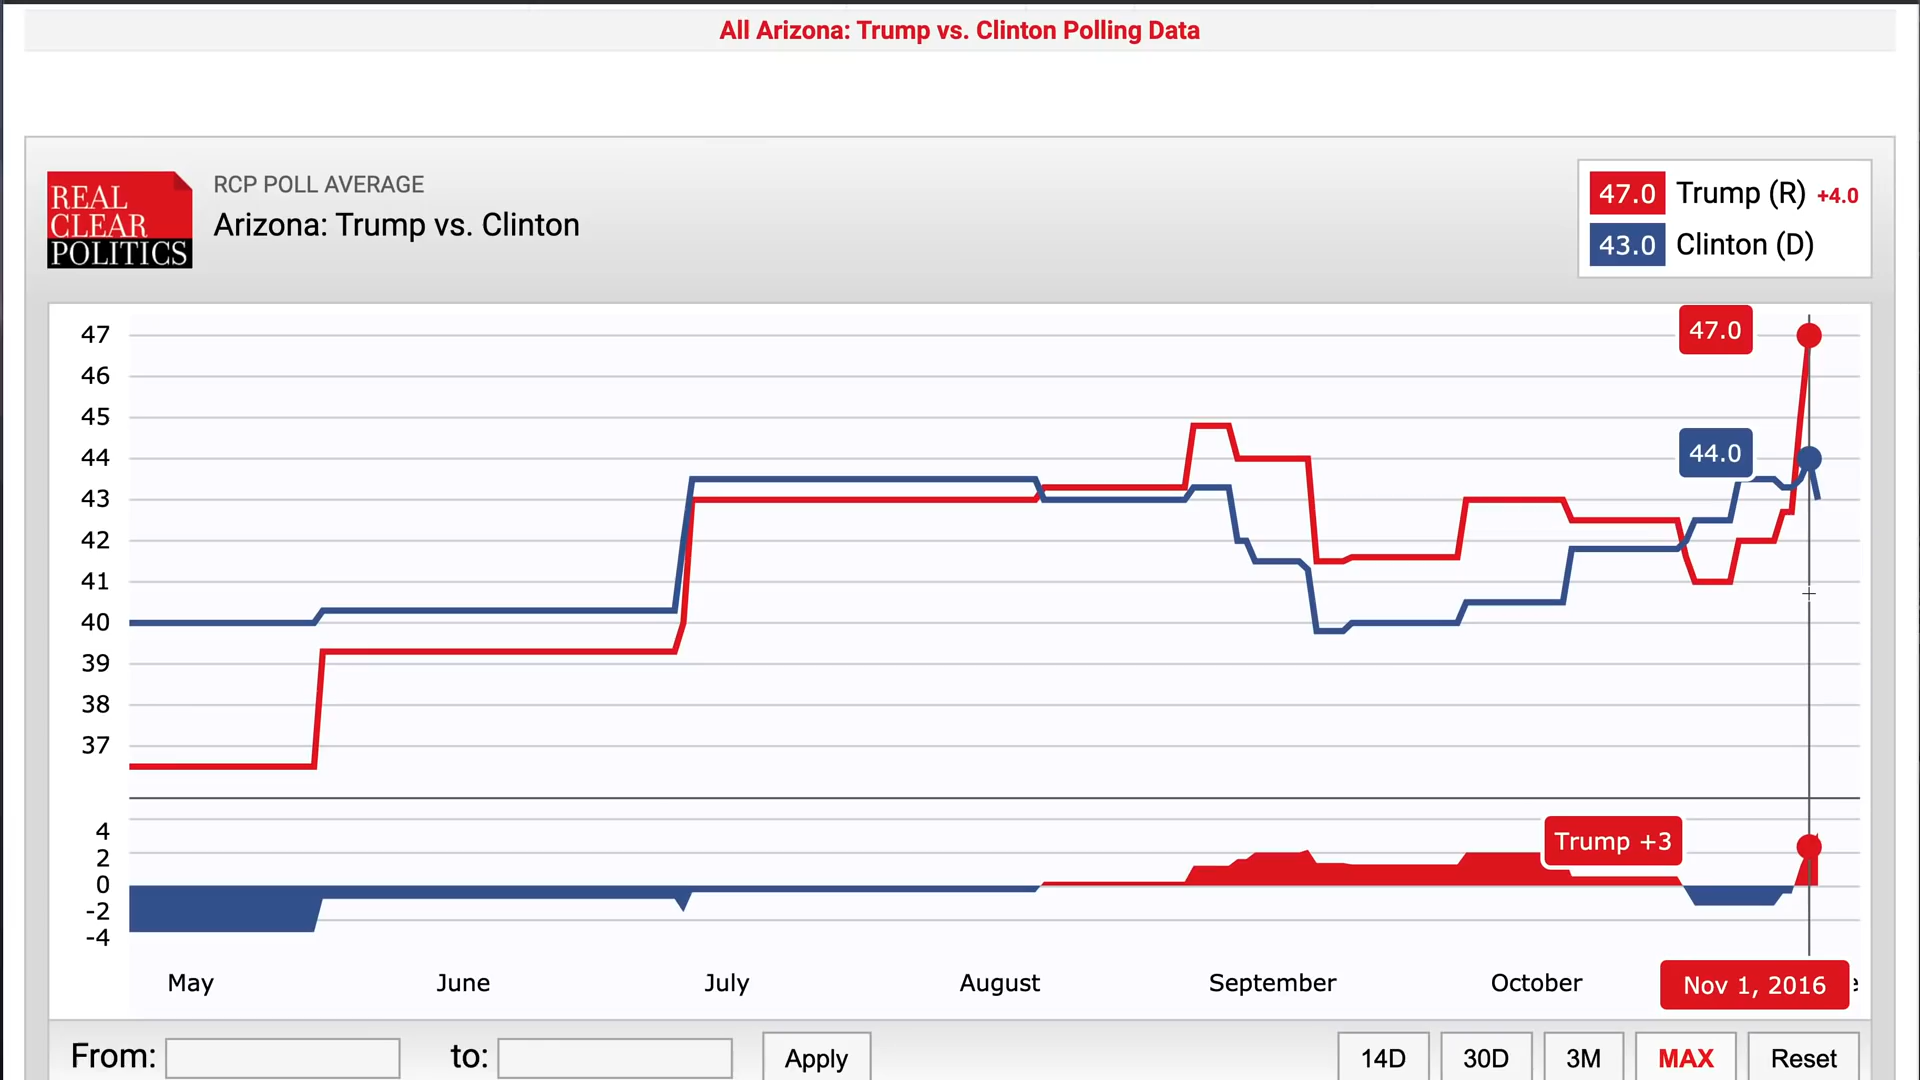 All Arizona: Trump vs. Clinton Polling Data
REAL
CLEAR
POLITICS
RCP POLL AVERAGE
Arizona: Trump vs. Clinton
47.0 Trump (R) +4.0
43.0 Clinton (D)
47
46
45
44
43
42
41
40
39
38
37
47.0
44.0
4
2
0
-2
-4
Trump +3
May June July August September October Nov 1, 2016
From: to: Apply 14D 30D 3M MAX Reset